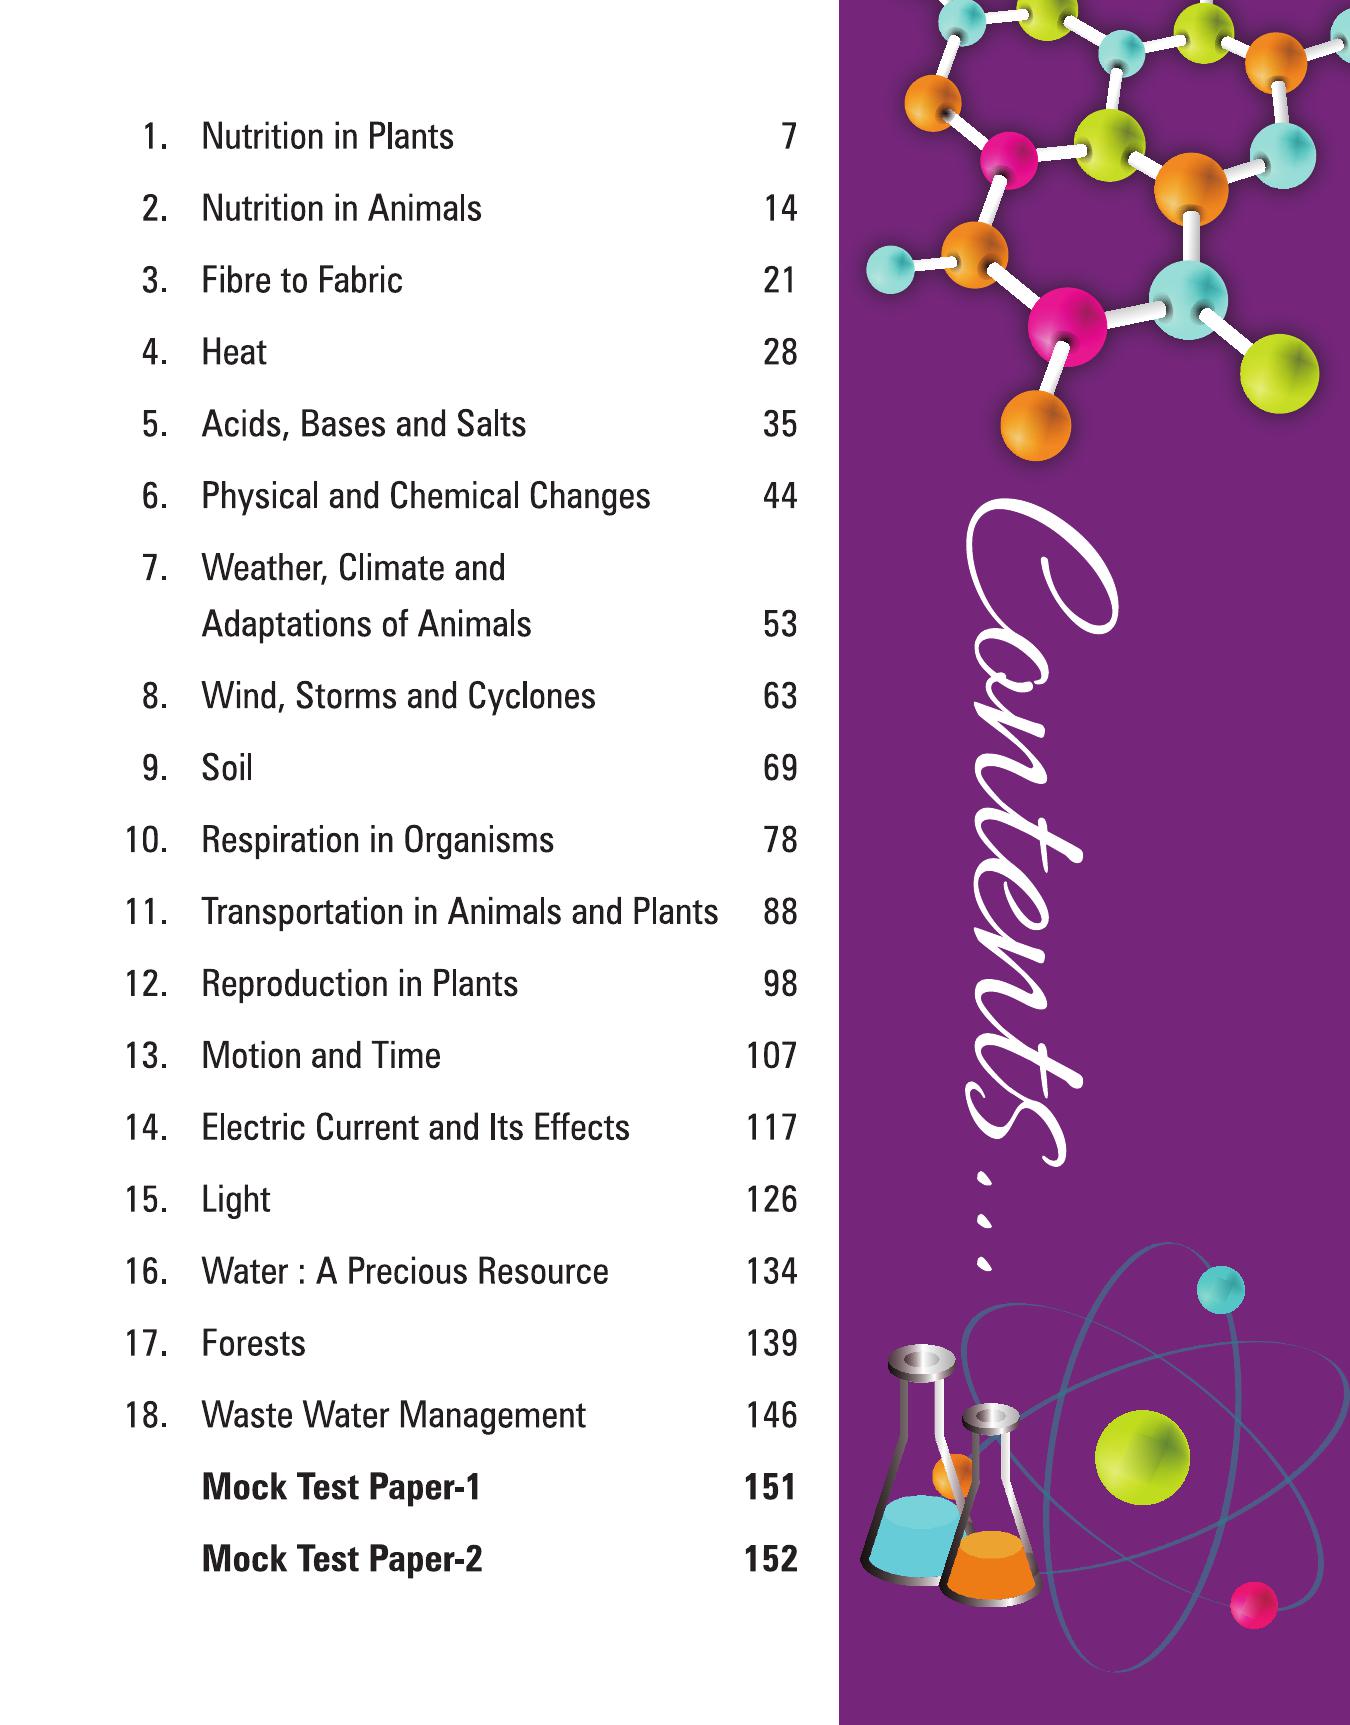 1. Nutrition in Plants 7
2. Nutrition in Animals 14
3. Fibre to Fabric 21
4. Heat 28
5. Acids, Bases and Salts 35
6. Physical and Chemical Changes 44
7. Weather, Climate and
Adaptations of Animals 53
8. Wind, Storms and Cyclones 63
9. Soil 69
10. Respiration in Organisms 78
11. Transportation in Animals and Plants 88
12. Reproduction in Plants 98
13. Motion and Time 107
14. Electric Current and Its Effects 117
15. Light 126
16. Water : A Precious Resource 134
17. Forests 139
18. Waste Water Management 146
Mock Test Paper-1 151
Mock Test Paper-2 152
Contents...